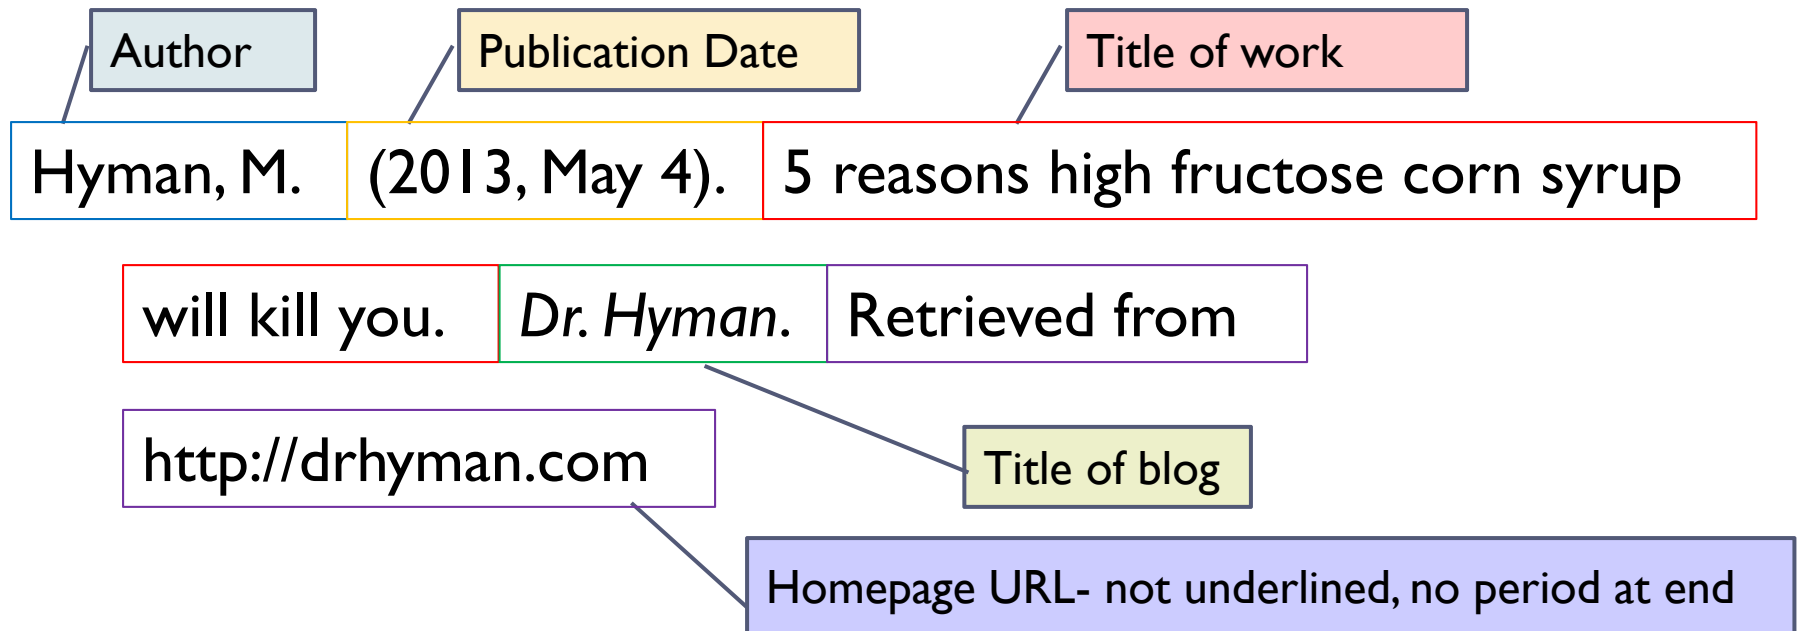 Author Publication Date Title of work
Hyman, M. (2013, May 4). 5 reasons high fructose corn syrup
will kill you. Dr. Hyman. Retrieved from
http://drhyman.com
Title of blog
Homepage URL- not underlined, no period at end